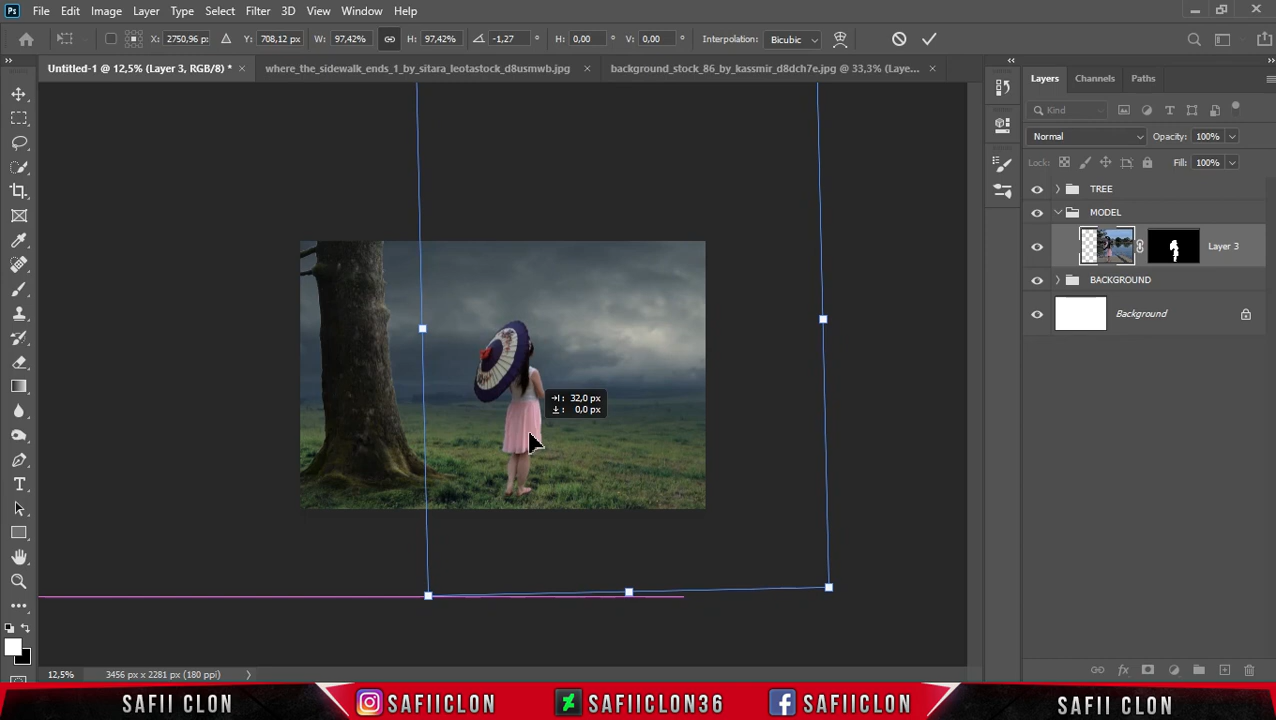 Ps File Edit Image Layer Type Select Filter 3D View Window Help
X: 2750,96 px Y: 708,12 px W: 97,42% H: 97,42% -1,27 ° H: 0,00 ° V: 0,00 ° Interpolation: Bicubic
Untitled-1 @ 12,5% (Layer 3, RGB/8) * × where_the_sidewalk_ends_1_by_sitara_leotastock_d8usmwb.jpg × background_stock_86_by_kassmir_d8dch7e.jpg @ 33,3% (Laye... ×
Layers Channels Paths
Kind
Normal Opacity: 100%
Lock: Fill: 100%
TREE
MODEL
Layer 3
BACKGROUND
Background
32,0 px
0,0 px
12,5% 3456 px x 2281 px (180 ppi)
SAFII CLON SAFIICLON SAFIICLON36 SAFIICLON SAFII CLON